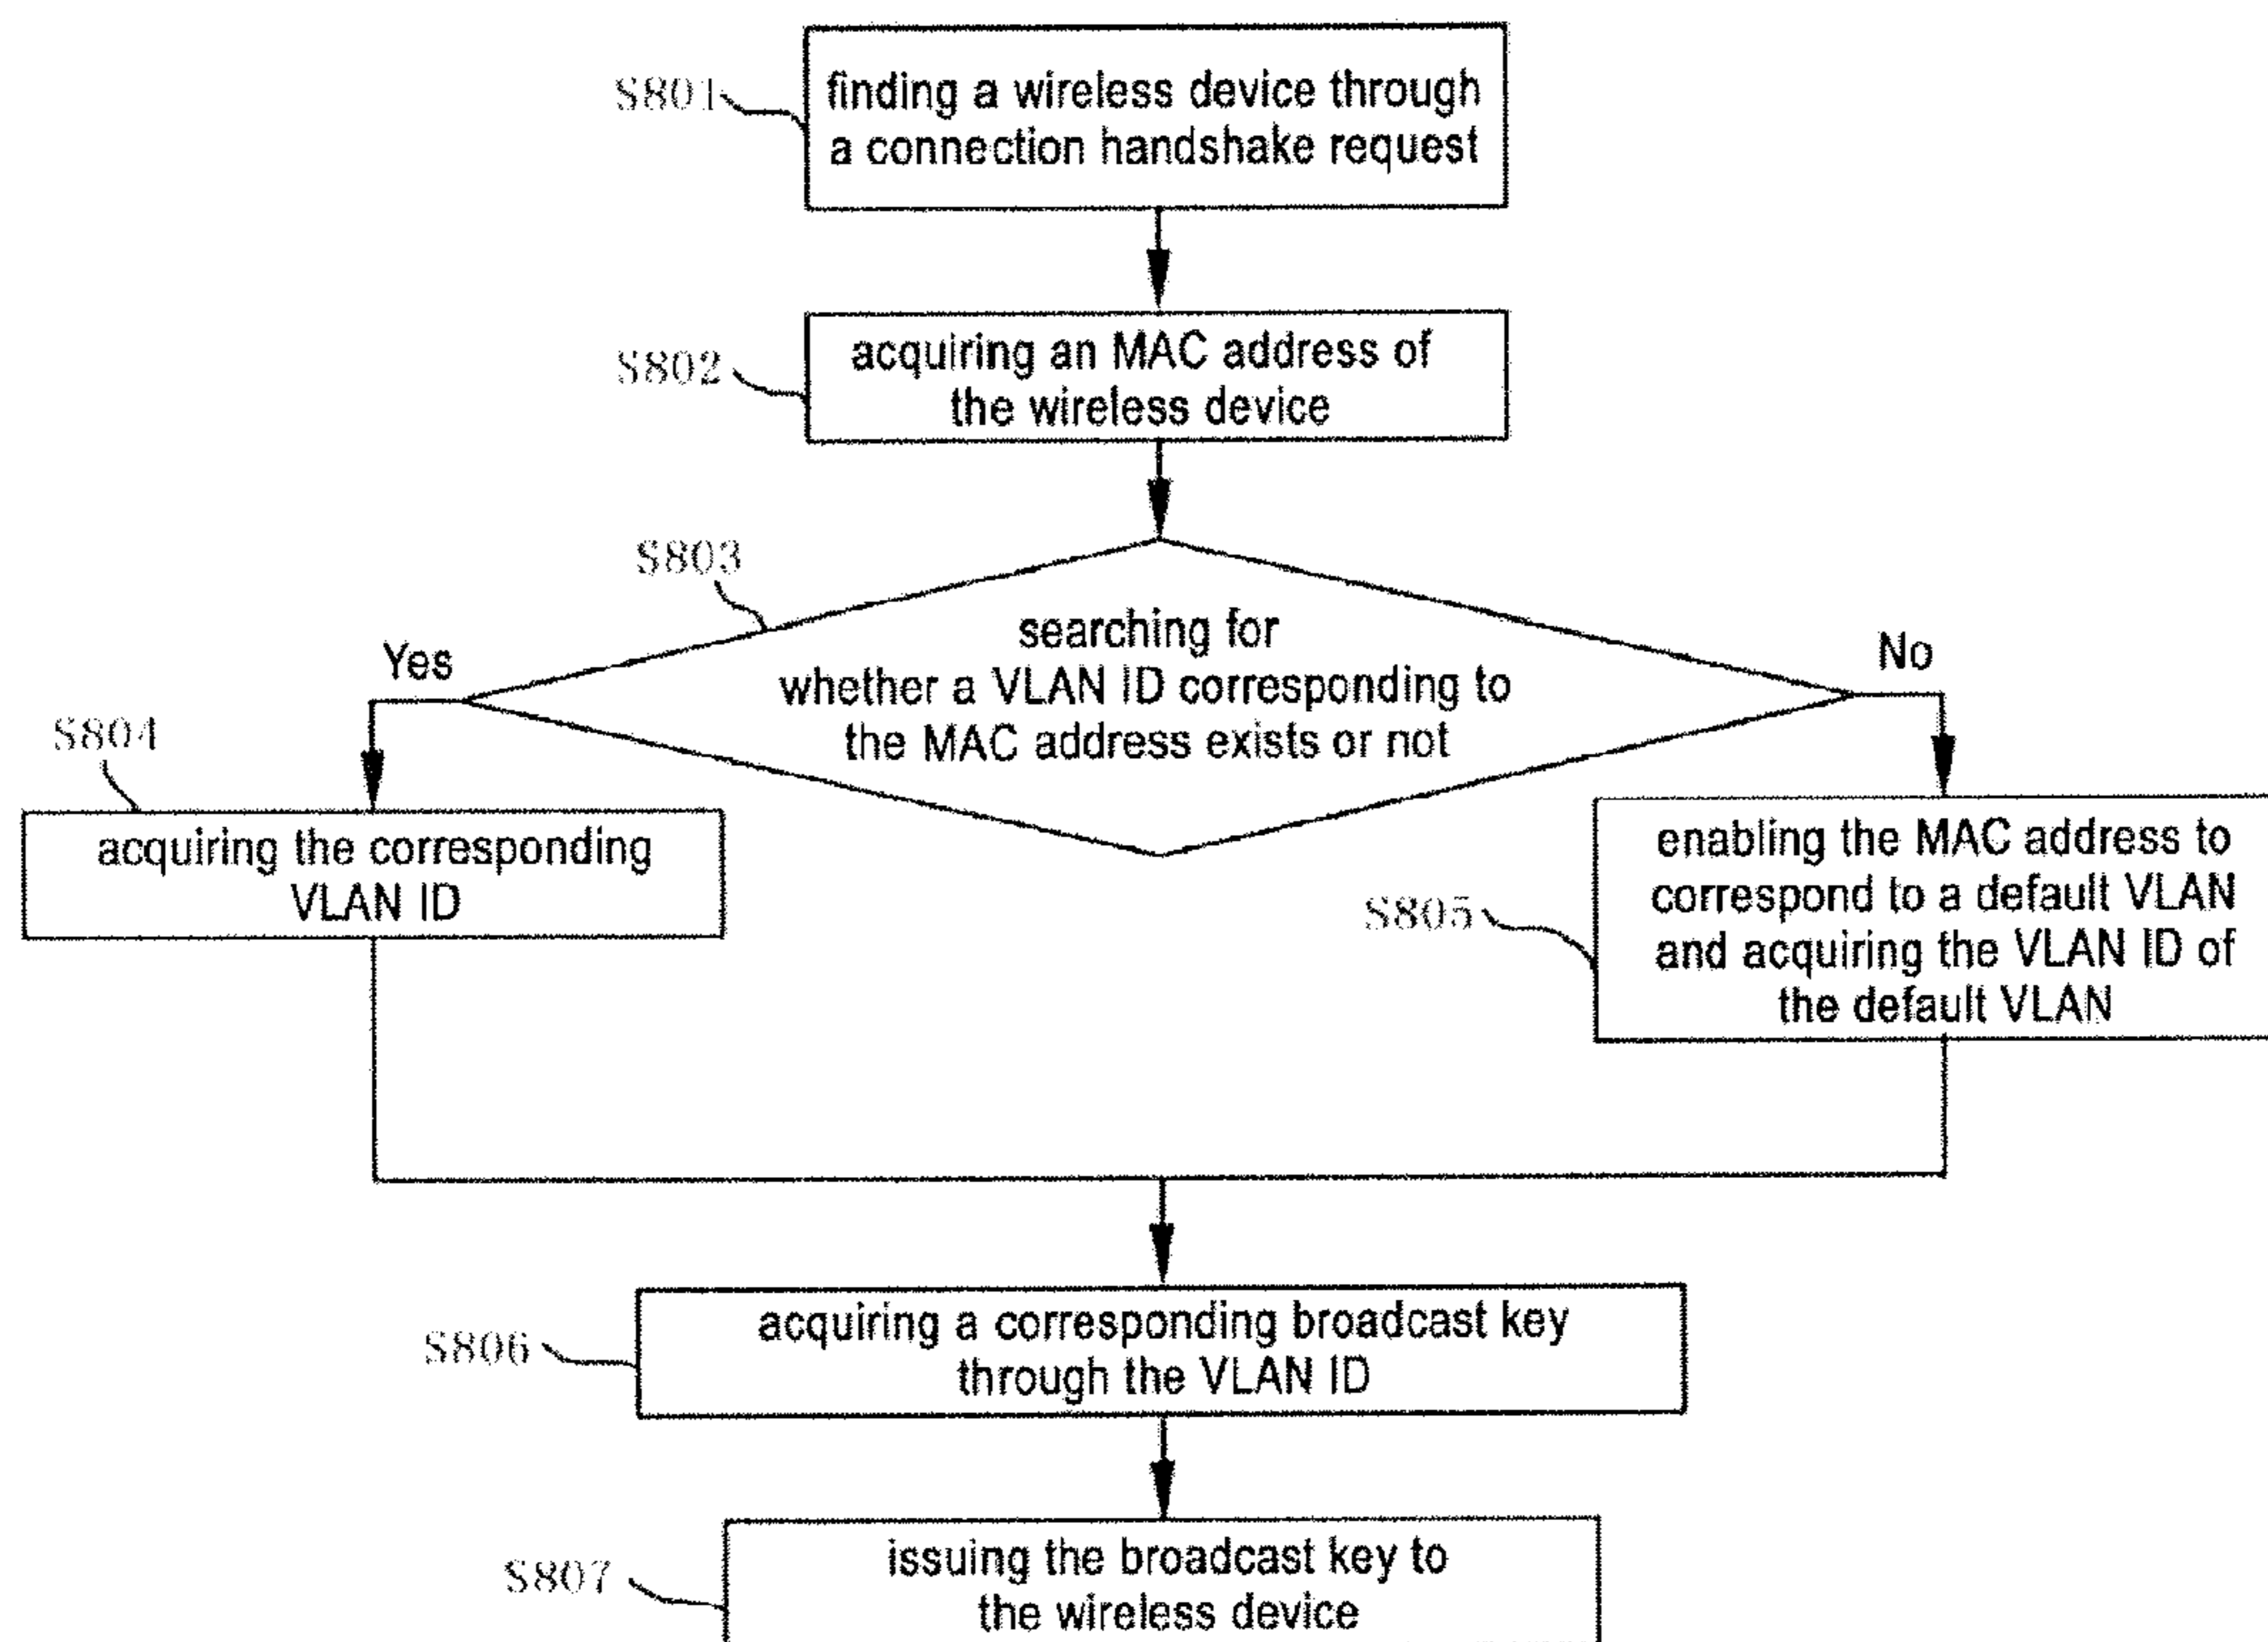 S801
finding a wireless device through
a connection handshake request
S802
acquiring an MAC address of
the wireless device
S803
searching for
whether a VLAN ID corresponding to
the MAC address exists or not
Yes
No
S804
acquiring the corresponding
VLAN ID
S805
enabling the MAC address to
correspond to a default VLAN
and acquiring the VLAN ID of
the default VLAN
S806
acquiring a corresponding broadcast key
through the VLAN ID
S807
issuing the broadcast key to
the wireless device